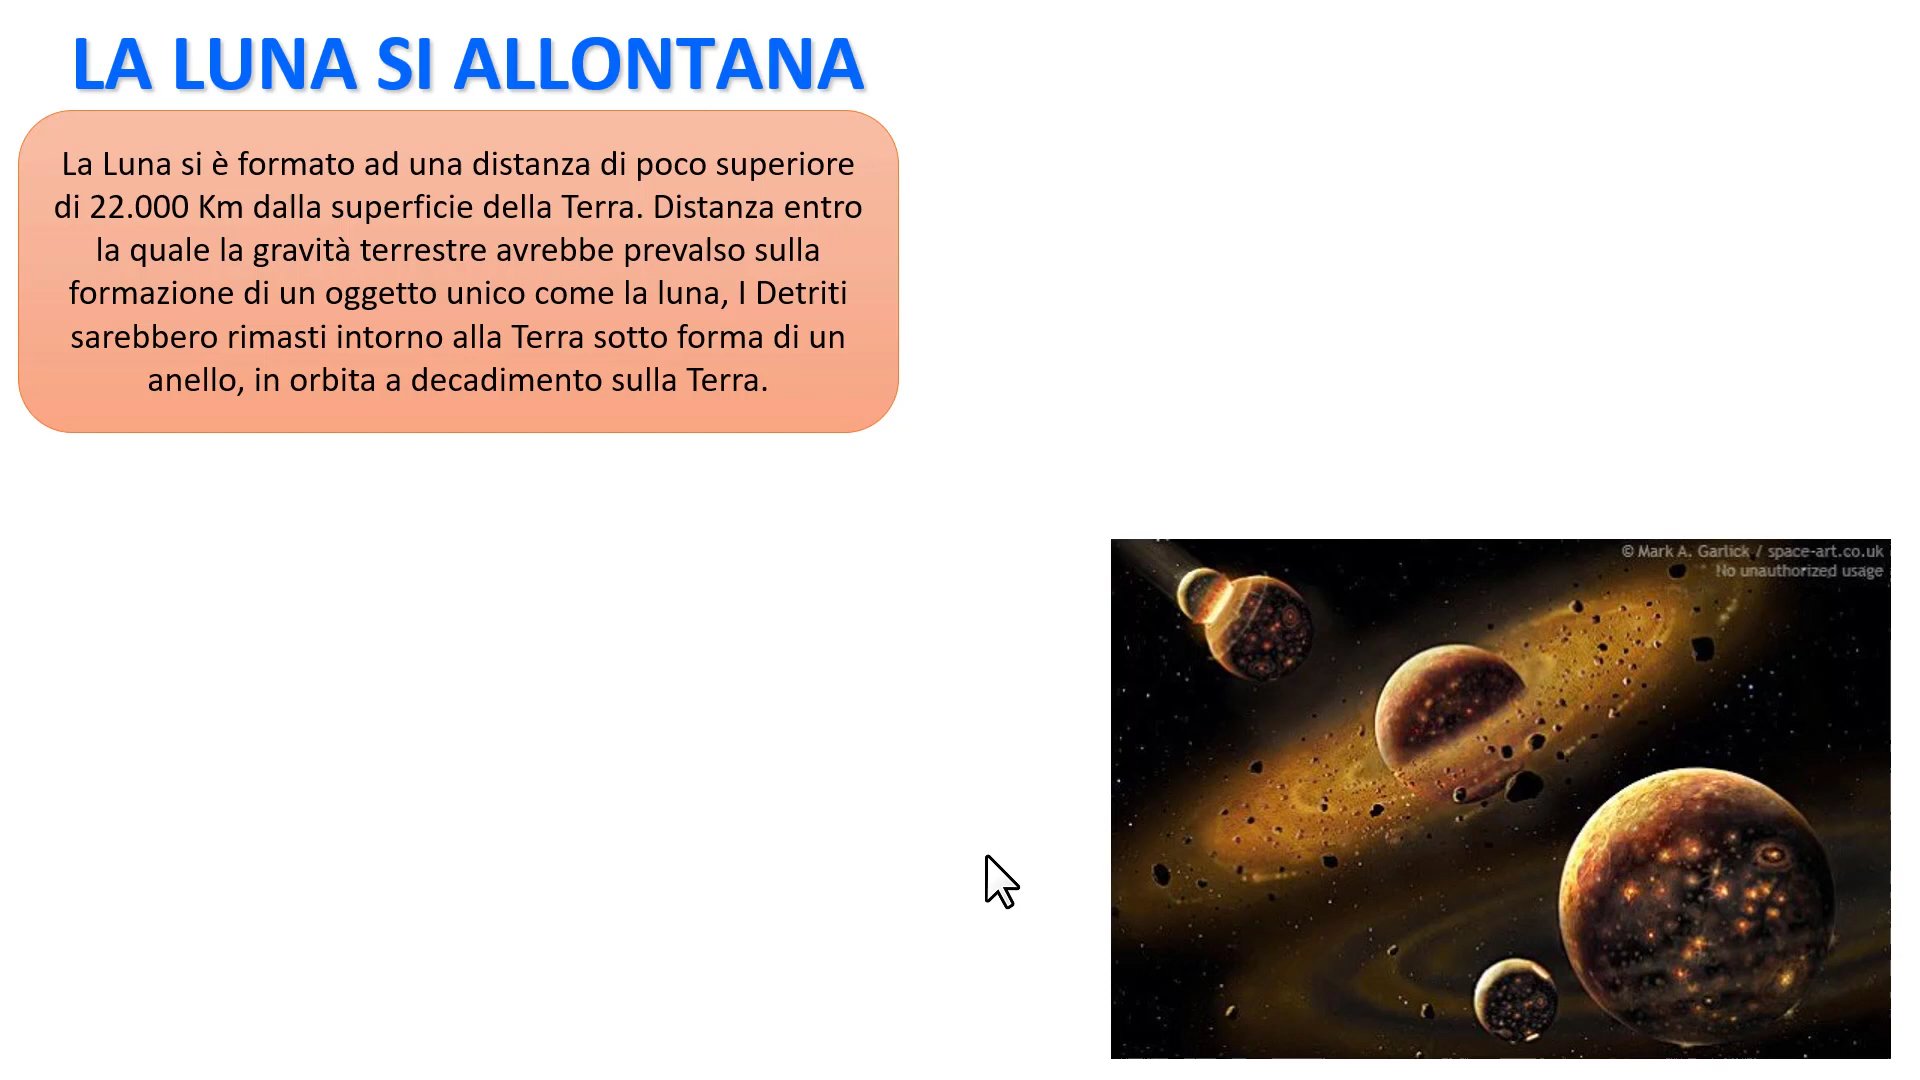 LA LUNA SI ALLONTANA
La Luna si è formato ad una distanza di poco superiore
di 22.000 Km dalla superficie della Terra. Distanza entro
la quale la gravità terrestre avrebbe prevalso sulla
formazione di un oggetto unico come la luna, I Detriti
sarebbero rimasti intorno alla Terra sotto forma di un
anello, in orbita a decadimento sulla Terra.
© Mark A. Garlick / space-art.co.uk
No unauthorized usage